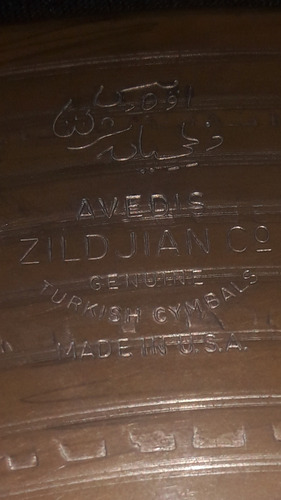 AVEDIS
ZILDJIAN Co
GENUINE
TURKISH CYMBALS
MADE IN U.S.A.